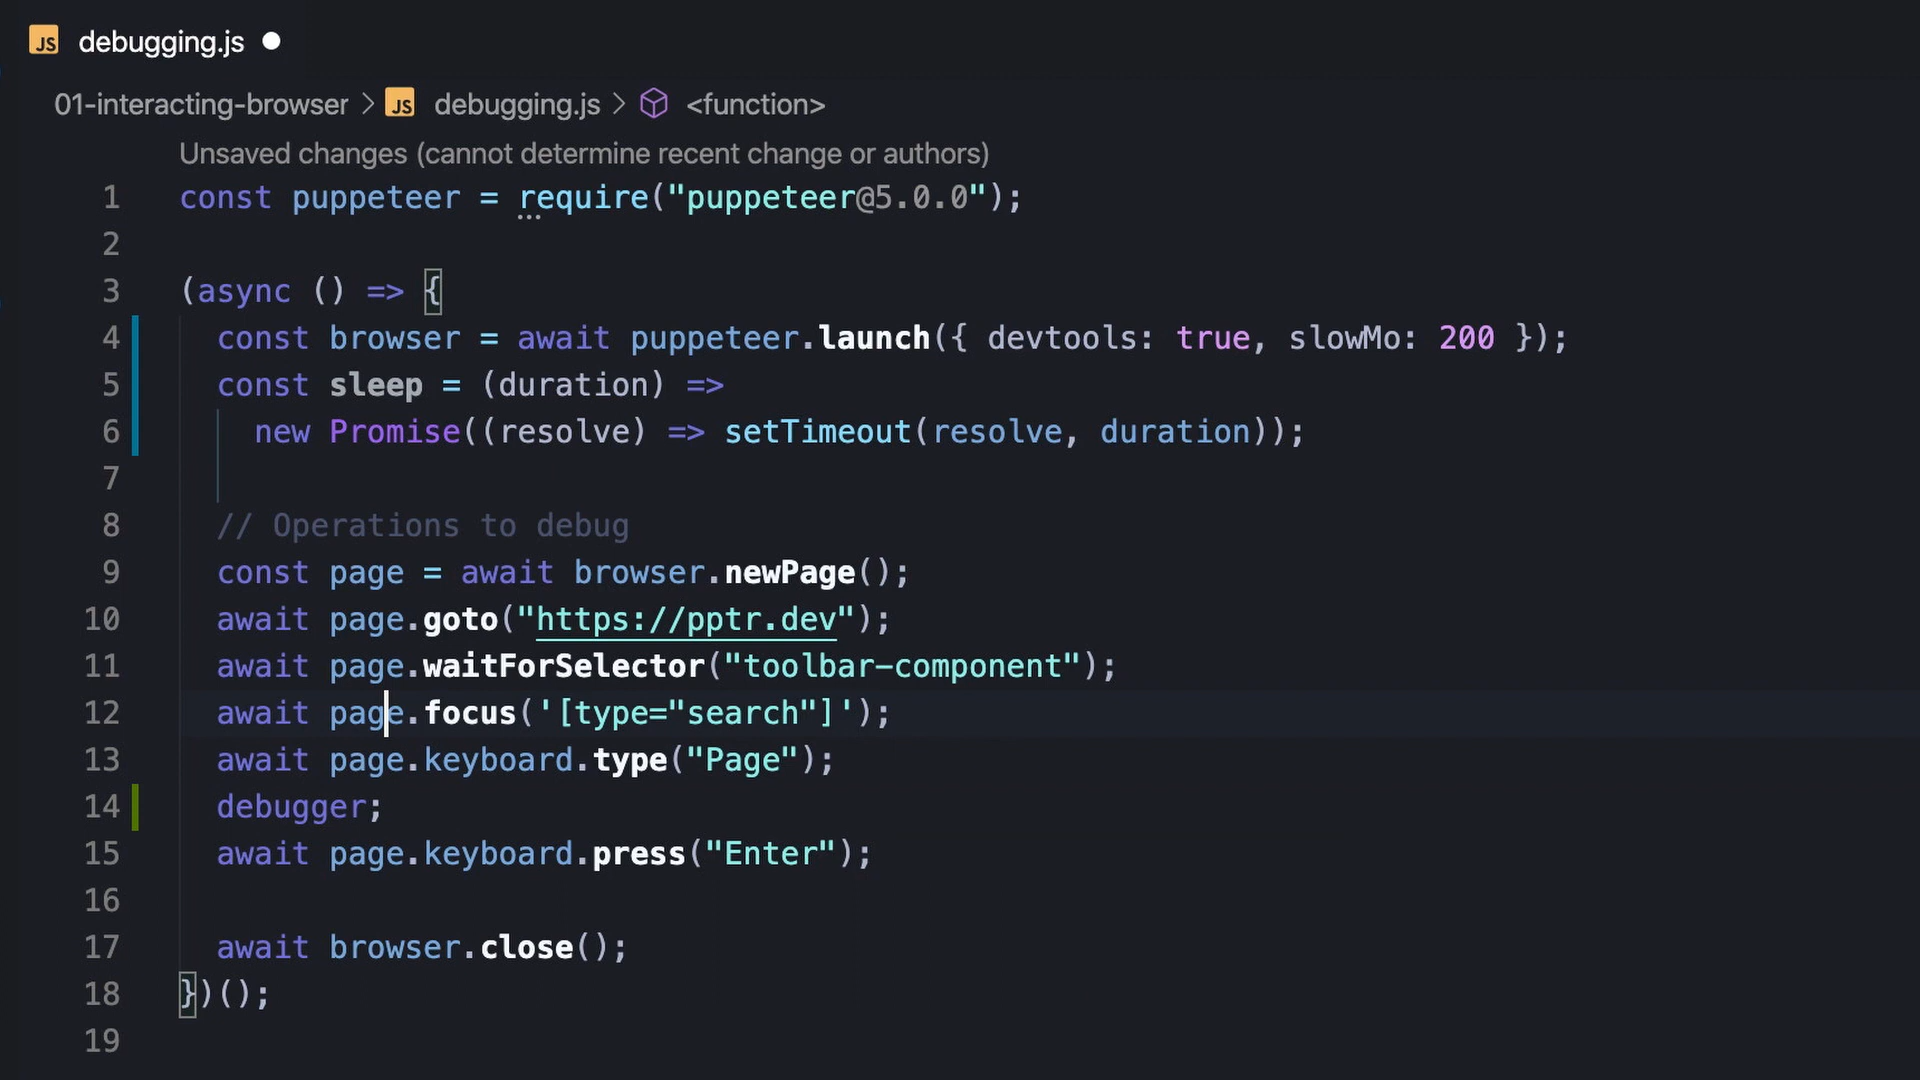 JS debugging.js
01-interacting-browser > JS debugging.js > <function>
Unsaved changes (cannot determine recent change or authors)
1 const puppeteer = require("puppeteer@5.0.0");
2
3 (async () => {
4 const browser = await puppeteer.launch({ devtools: true, slowMo: 200 });
5 const sleep = (duration) =>
6 new Promise((resolve) => setTimeout(resolve, duration));
7
8 // Operations to debug
9 const page = await browser.newPage();
10 await page.goto("https://pptr.dev");
11 await page.waitForSelector("toolbar-component");
12 await page.focus('[type="search"]');
13 await page.keyboard.type("Page");
14 debugger;
15 await page.keyboard.press("Enter");
16
17 await browser.close();
18 })();
19